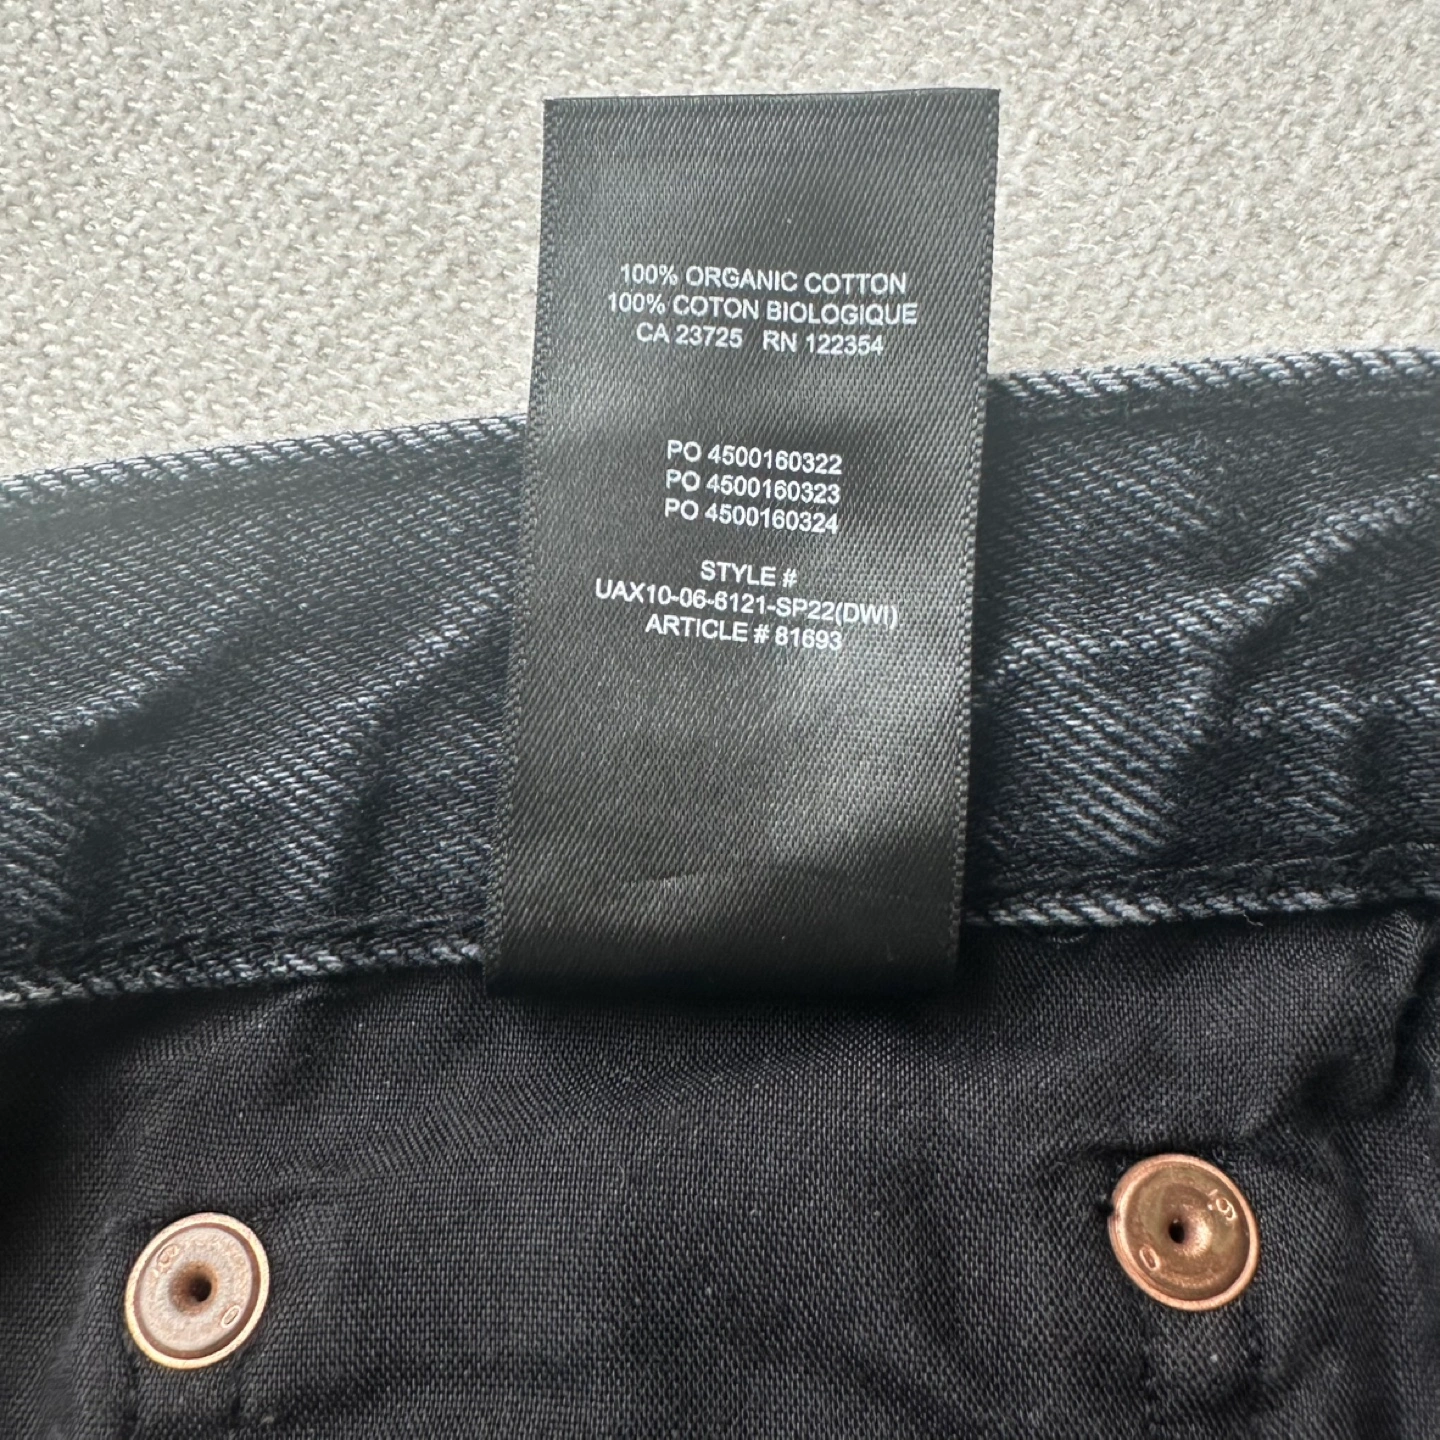 100% ORGANIC COTTON
100% COTON BIOLOGIQUE
CA 23725 RN 122354
PO 4500160322
PO 4500160323
PO 4500160324
STYLE #
UAX10-06-6121-SP22(DWI)
ARTICLE # 81693